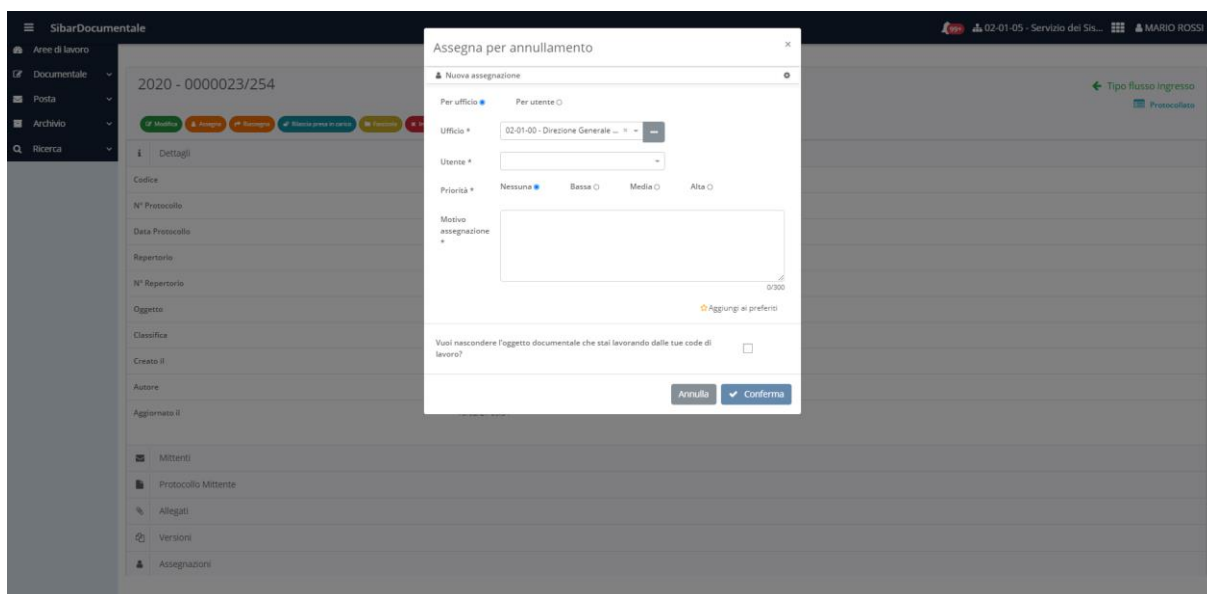 SibarDocumentale
99+
02-01-05 - Servizio dei Sis...
MARIO ROSSI
Aree di lavoro
Documentale
Posta
Archivio
Ricerca
2020 - 0000023/254
Tipo flusso ingresso
Protocollato
Modifica
Assegna
Riassegna
Rilascia presa in carico
Fascicola
Dettagli
Codice
N° Protocollo
Data Protocollo
Repertorio
N° Repertorio
Oggetto
Classifica
Creato il
Autore
Aggiornato il
Mittenti
Protocollo Mittente
Allegati
Versioni
Assegnazioni
Assegna per annullamento
×
Nuova assegnazione
Per ufficio Per utente
Ufficio * 02-01-00 - Direzione Generale ... ×
Utente *
Priorità * Nessuna Bassa Media Alta
Motivo
assegnazione
*
0/300
Aggiungi ai preferiti
Vuoi nascondere l'oggetto documentale che stai lavorando dalle tue code di
lavoro?
Annulla
Conferma